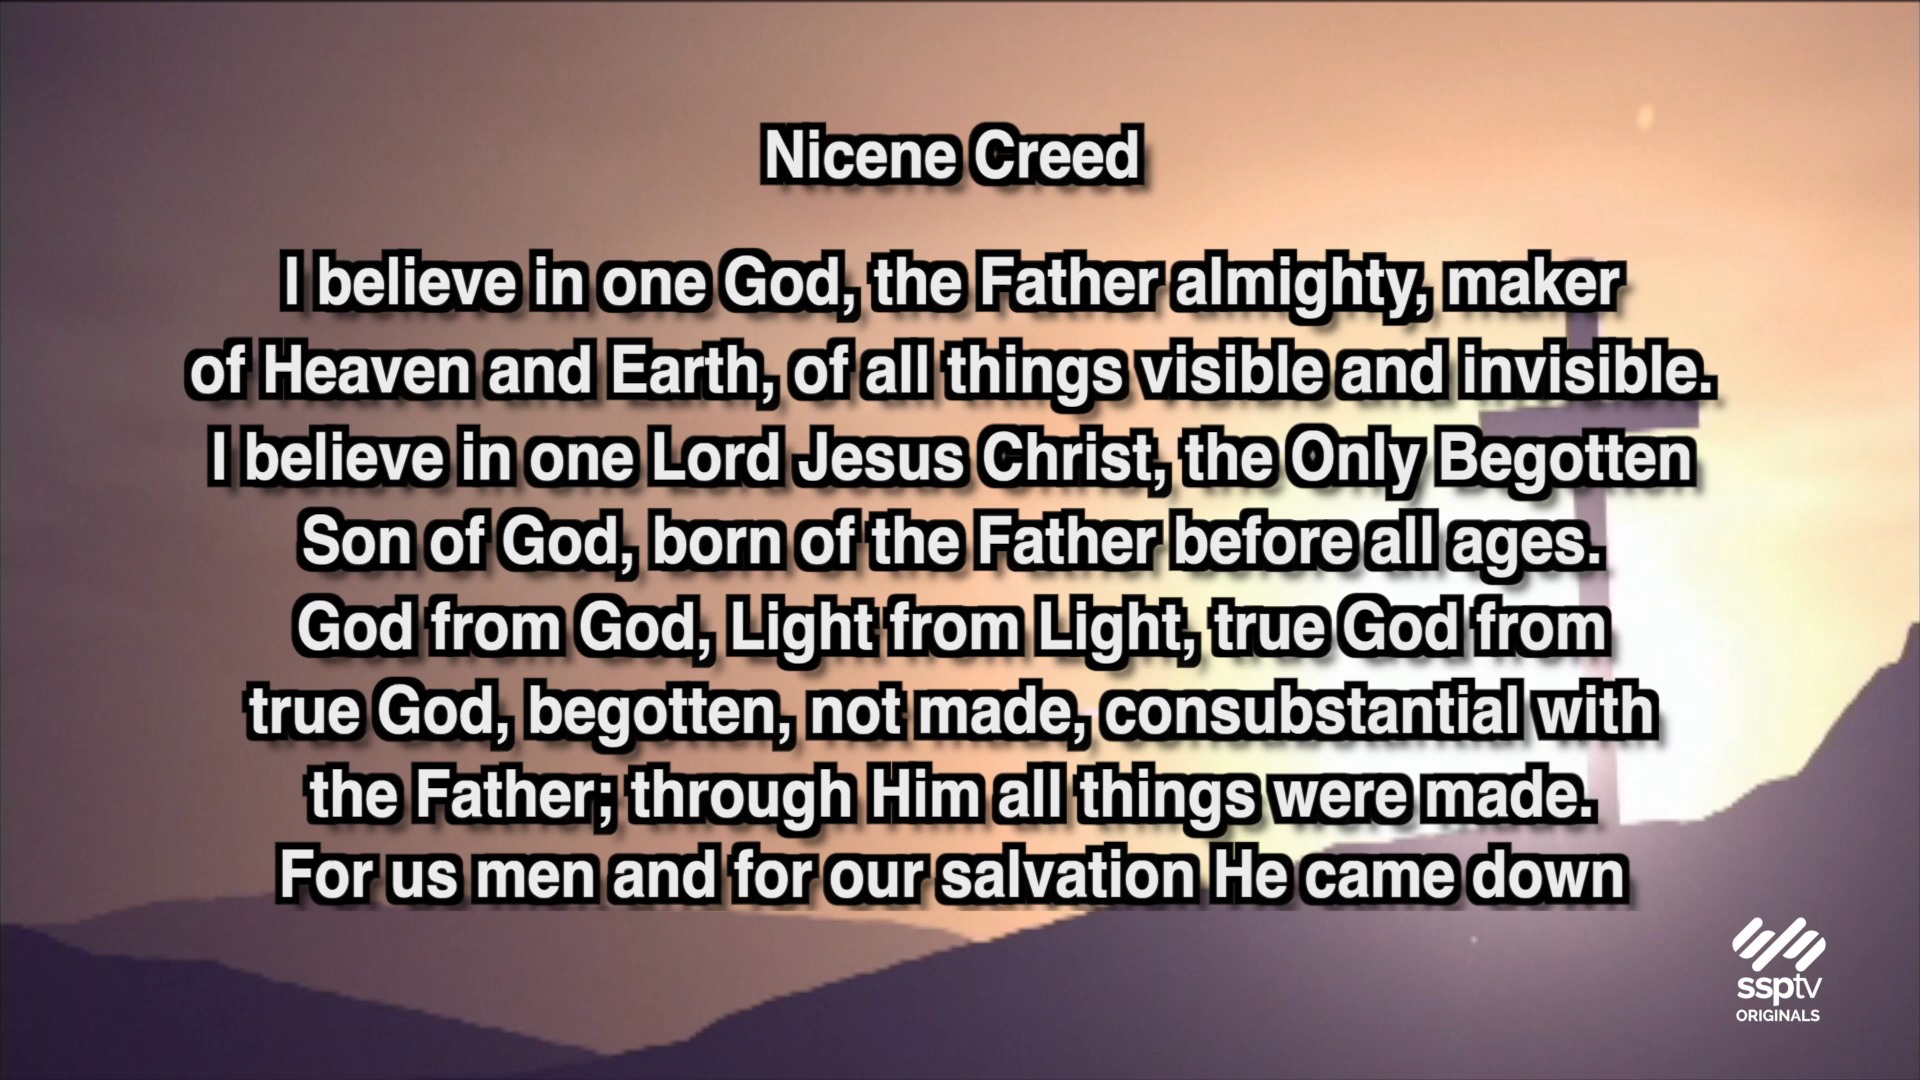 Nicene Creed
I believe in one God, the Father almighty, maker
of Heaven and Earth, of all things visible and invisible.
I believe in one Lord Jesus Christ, the Only Begotten
Son of God, born of the Father before all ages.
God from God, Light from Light, true God from
true God, begotten, not made, consubstantial with
the Father; through Him all things were made.
For us men and for our salvation He came down
ssptv
ORIGINALS